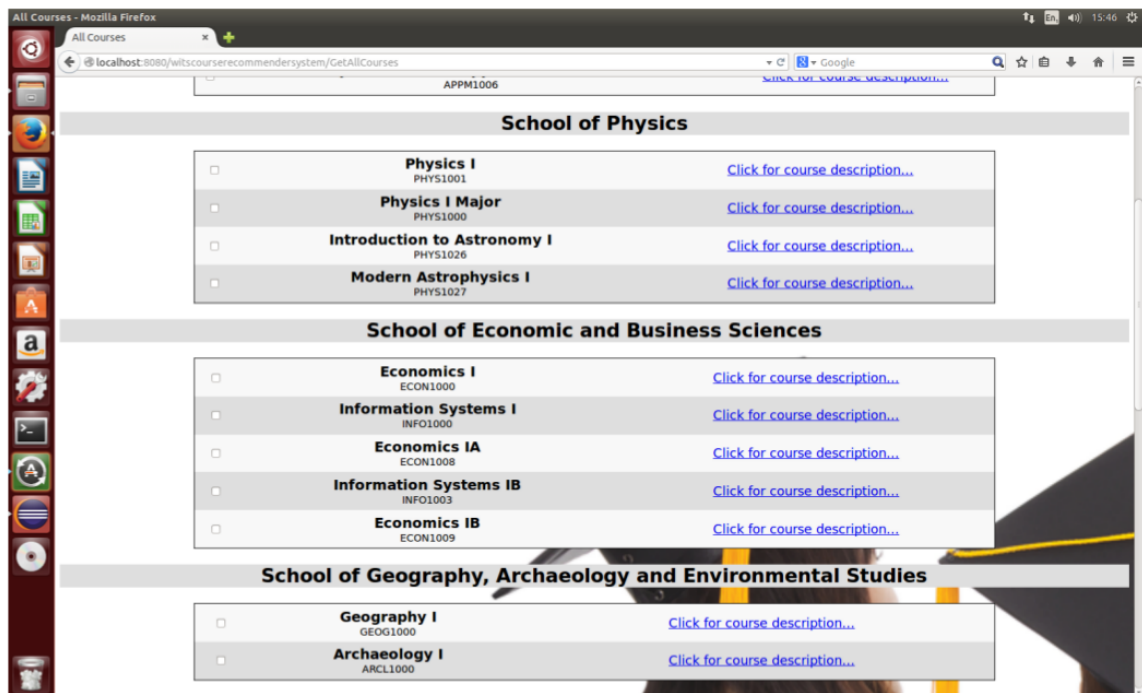 All Courses - Mozilla Firefox
En
15:46
All Courses
localhost:8080/witscourserecommendersystem/GetAllCourses
Google
APPM1006
Click for course description...
School of Physics
Physics I
PHYS1001
Click for course description...
Physics I Major
PHYS1000
Click for course description...
Introduction to Astronomy I
PHYS1026
Click for course description...
Modern Astrophysics I
PHYS1027
Click for course description...
School of Economic and Business Sciences
Economics I
ECON1000
Click for course description...
Information Systems I
INFO1000
Click for course description...
Economics IA
ECON1008
Click for course description...
Information Systems IB
INFO1003
Click for course description...
Economics IB
ECON1009
Click for course description...
School of Geography, Archaeology and Environmental Studies
Geography I
GEOG1000
Click for course description...
Archaeology I
ARCL1000
Click for course description...